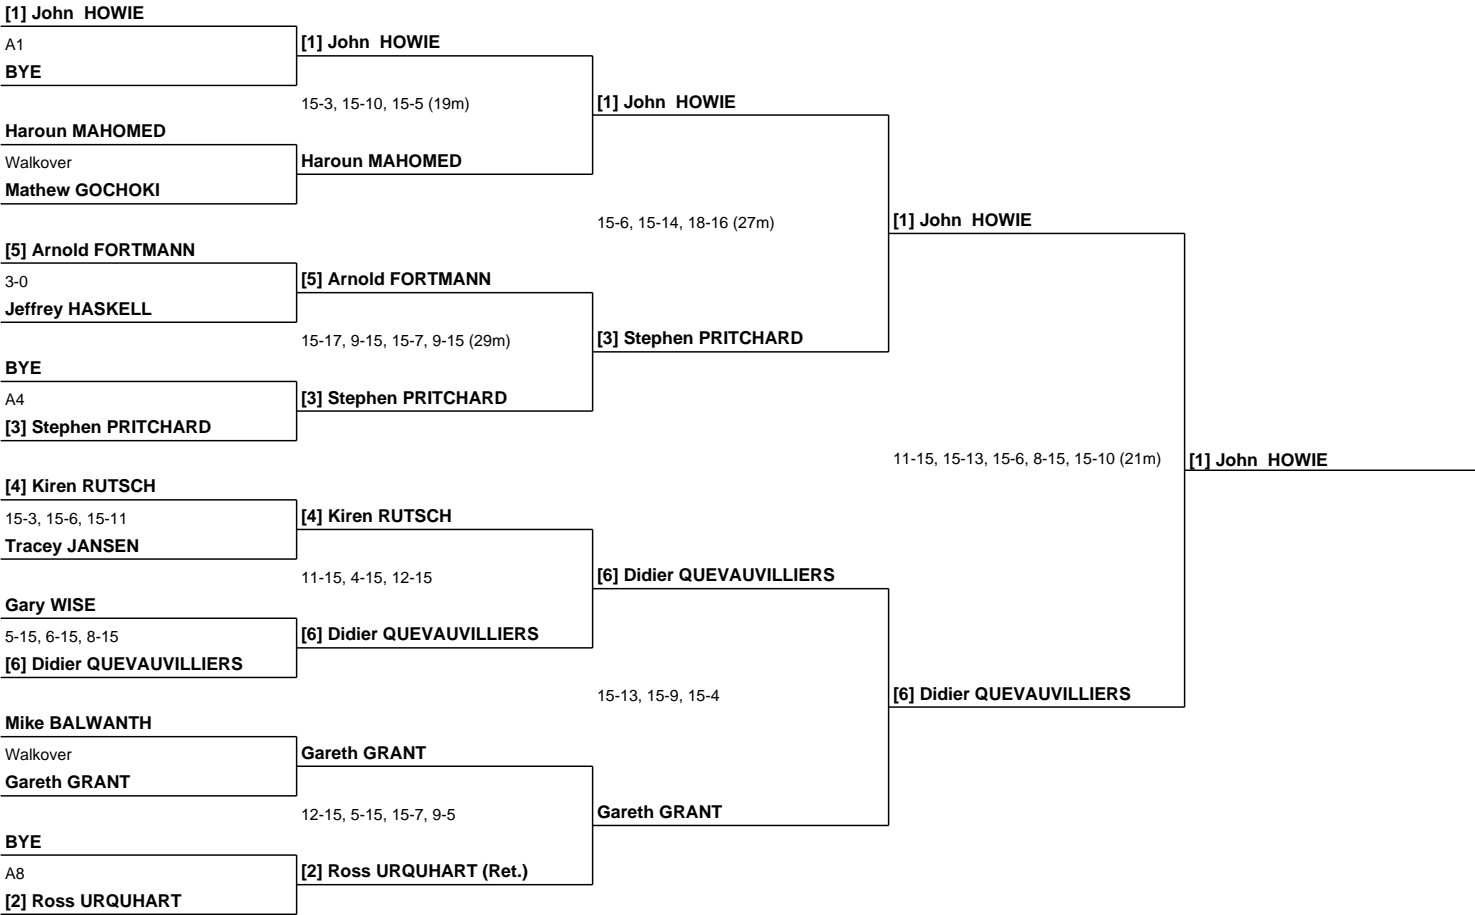 [1] John  HOWIE
A1
BYE
Haroun MAHOMED
Walkover
Mathew GOCHOKI
[5] Arnold FORTMANN
3-0
Jeffrey HASKELL
BYE
A4
[3] Stephen PRITCHARD
[4] Kiren RUTSCH
15-3, 15-6, 15-11
Tracey JANSEN
Gary WISE
5-15, 6-15, 8-15
[6] Didier QUEVAUVILLIERS
Mike BALWANTH
Walkover
Gareth GRANT
BYE
A8
[2] Ross URQUHART
[1] John  HOWIE
15-3, 15-10, 15-5 (19m)
Haroun MAHOMED
[5] Arnold FORTMANN
15-17, 9-15, 15-7, 9-15 (29m)
[3] Stephen PRITCHARD
[4] Kiren RUTSCH
11-15, 4-15, 12-15
[6] Didier QUEVAUVILLIERS
Gareth GRANT
12-15, 5-15, 15-7, 9-5
[2] Ross URQUHART (Ret.)
[1] John  HOWIE
15-6, 15-14, 18-16 (27m)
[3] Stephen PRITCHARD
[6] Didier QUEVAUVILLIERS
15-13, 15-9, 15-4
Gareth GRANT
[1] John  HOWIE
11-15, 15-13, 15-6, 8-15, 15-10 (21m)
[6] Didier QUEVAUVILLIERS
[1] John  HOWIE